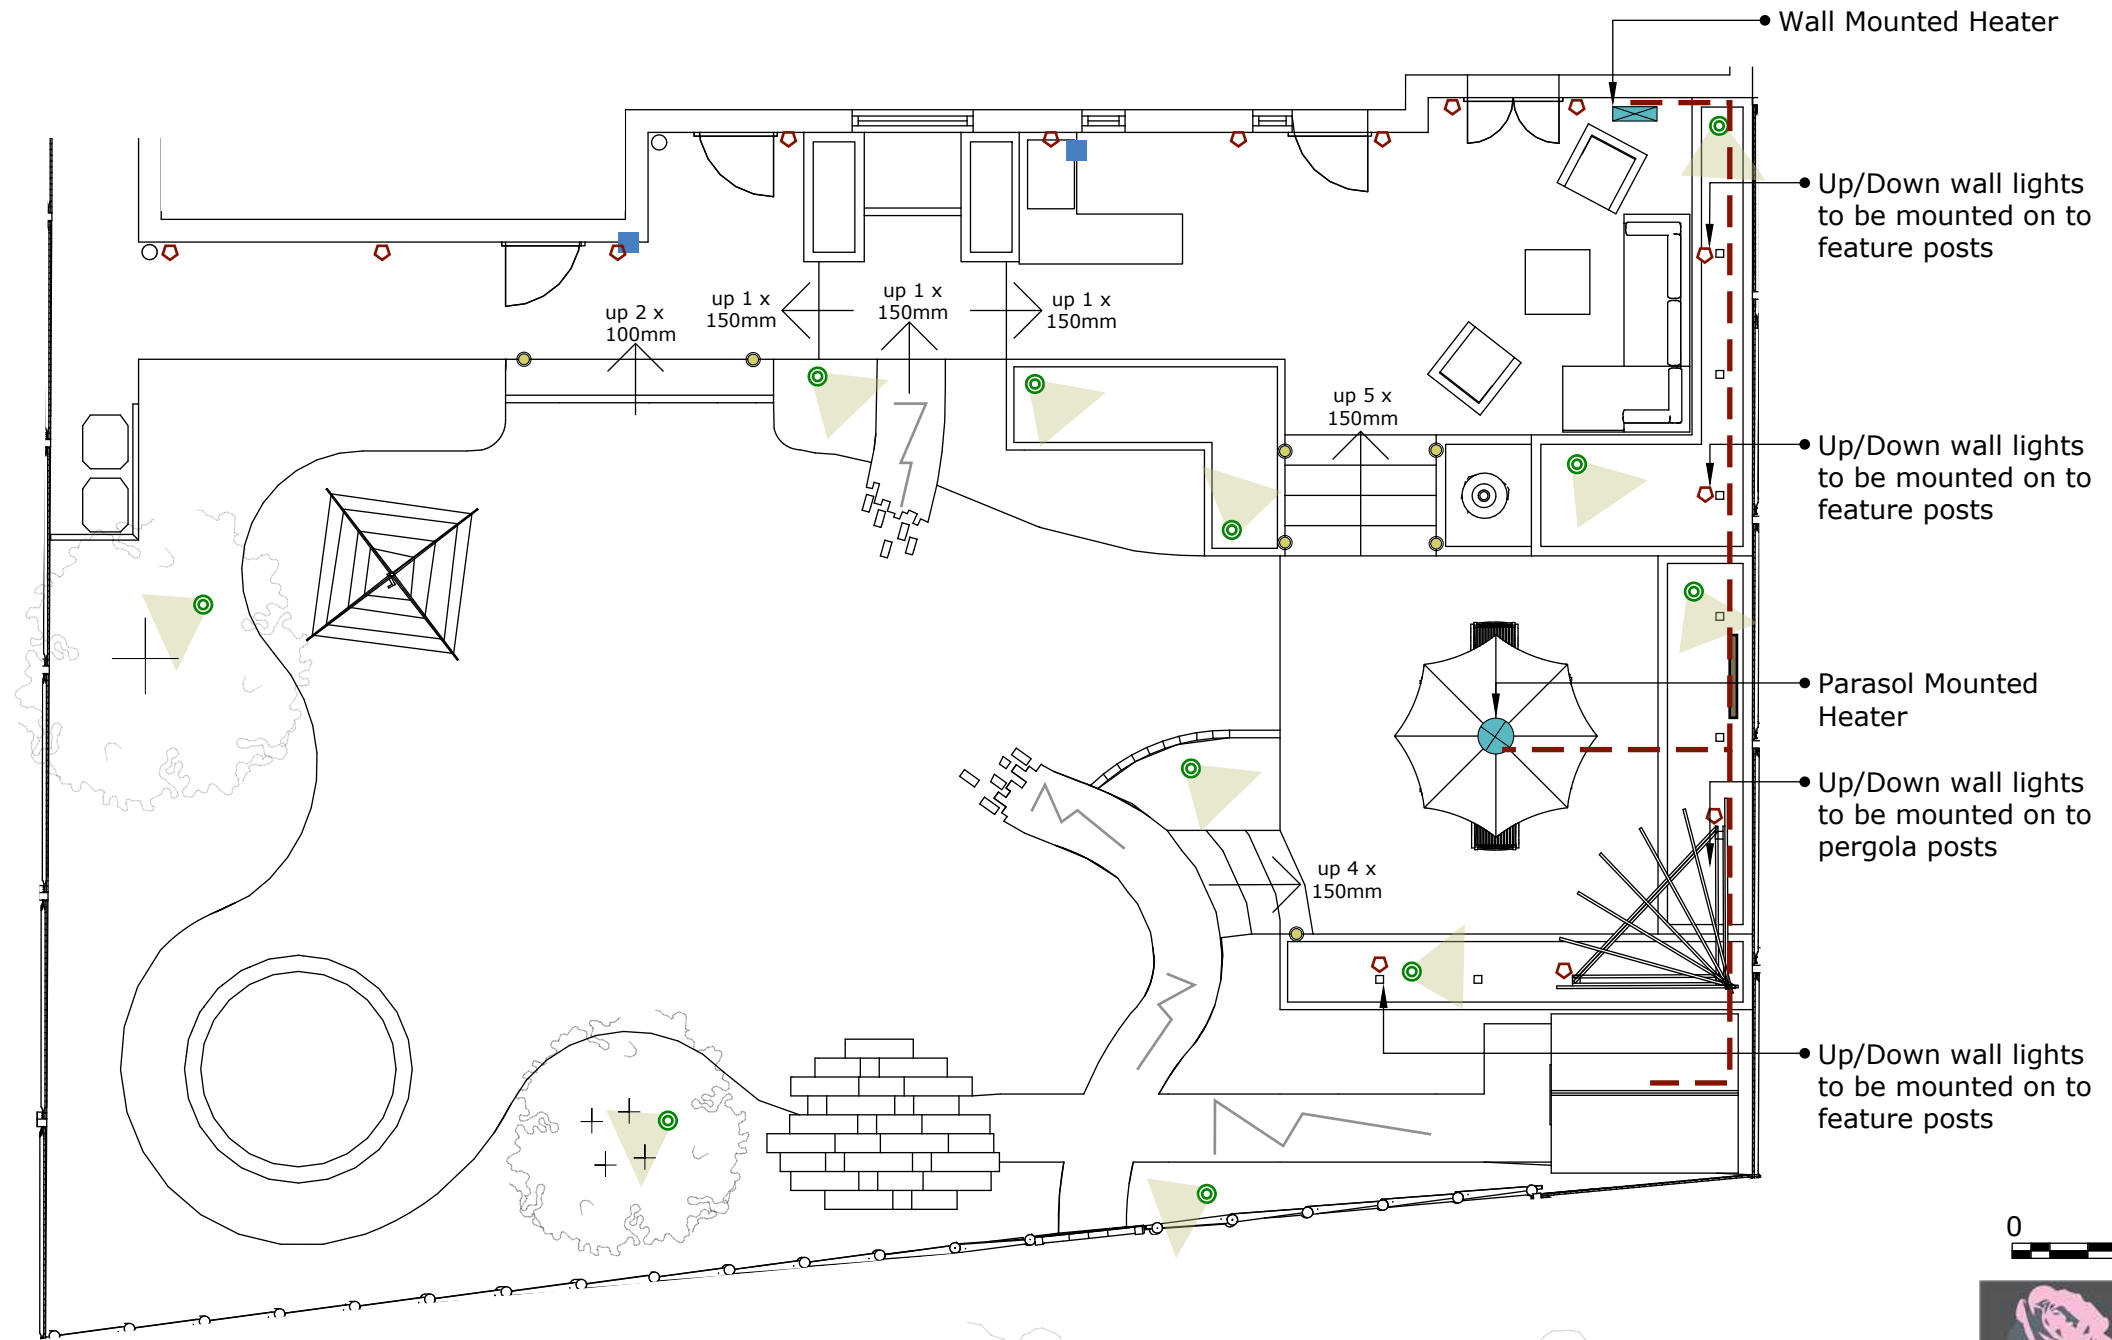 Wall Mounted Heater
Up/Down wall lights
to be mounted on to
feature posts
up 1 x
150mm
up 1 x
150mm
up 1 x
150mm
up 2 x
100mm
up 5 x
150mm
Up/Down wall lights
to be mounted on to
feature posts
Parasol Mounted
Heater
Up/Down wall lights
to be mounted on to
pergola posts
up 4 x
150mm
Up/Down wall lights
to be mounted on to
feature posts
0